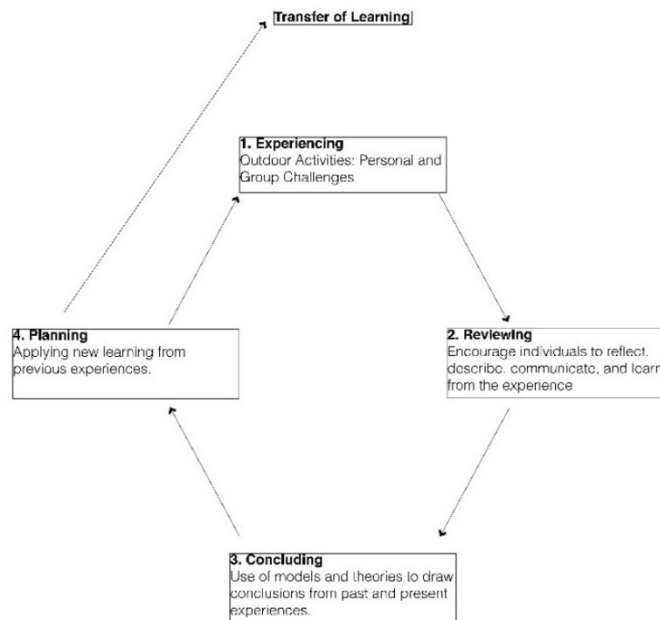 Transfer of Learning
1. Experiencing
Outdoor Activities: Personal and
Group Challenges
4. Planning
Applying new learning from
previous experiences.
2. Reviewing
Encourage individuals to reflect,
describe, communicate, and learn
from the experience
3. Concluding
Use of models and theories to draw
conclusions from past and present
experiences.